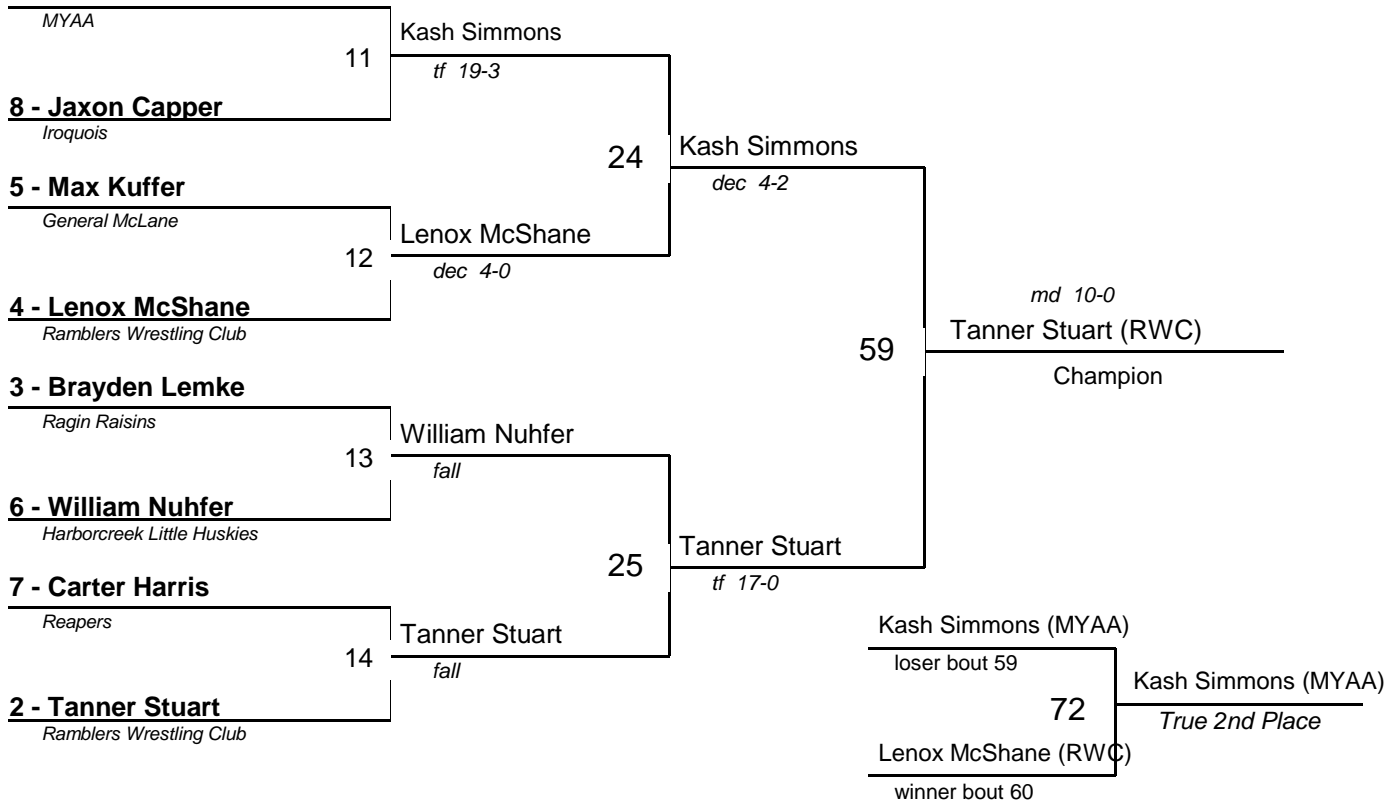 MYAA
Kash Simmons
11
tf 19-3
8 - Jaxon Capper
Iroquois
24
Kash Simmons
dec 4-2
5 - Max Kuffer
General McLane
Lenox McShane
12
dec 4-0
4 - Lenox McShane
Ramblers Wrestling Club
md 10-0
Tanner Stuart (RWC)
59
Champion
3 - Brayden Lemke
Ragin Raisins
William Nuhfer
13
fall
6 - William Nuhfer
Harborcreek Little Huskies
Tanner Stuart
25
tf 17-0
7 - Carter Harris
Reapers
Tanner Stuart
14
fall
2 - Tanner Stuart
Ramblers Wrestling Club
Kash Simmons (MYAA)
loser bout 59
Kash Simmons (MYAA)
72
True 2nd Place
Lenox McShane (RWC)
winner bout 60